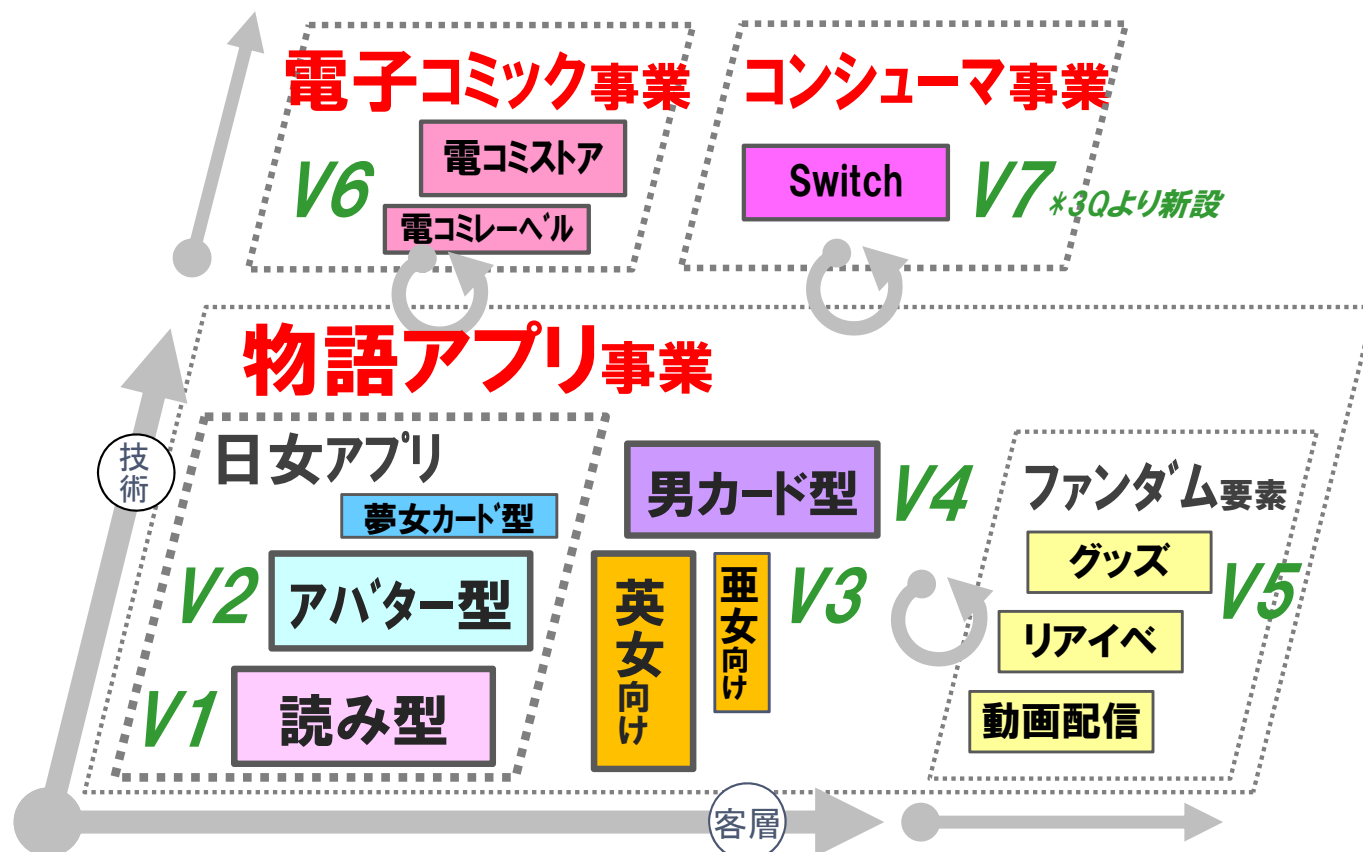 電子コミック事業
電コミストア
V6
電コミレーベル
コンシューマ事業
Switch
V7 *3Qより新設
物語アプリ事業
技術
日女アプリ
夢女カード型
V2
アバター型
V1
読み型
男カード型
V4
英女向け
亜女向け
V3
ファンダム要素
グッズ
V5
リアイベ
動画配信
客層